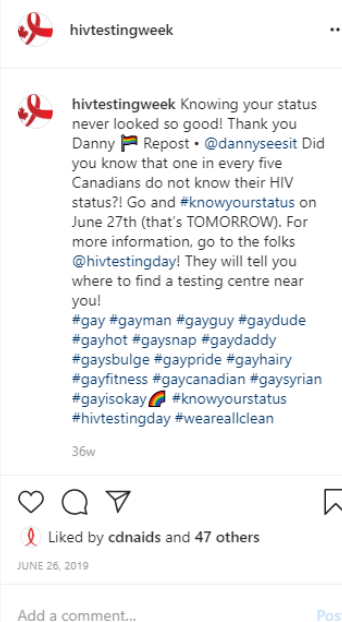 hivtestingweek
hivtestingweek Knowing your status
never looked so good! Thank you
Danny 🏳️‍🌈 Repost • @dannyseesit Did
you know that one in every five
Canadians do not know their HIV
status?! Go and #knowyourstatus on
June 27th (that's TOMORROW). For
more information, go to the folks
@hivtestingday! They will tell you
where to find a testing centre near
you!
#gay #gayman #gayguy #gaydude
#gayhot #gaysnap #gaydaddy
#gaysbulge #gaypride #gayhairy
#gayfitness #gaycanadian #gaysyrian
#gayisokay🌈 #knowyourstatus
#hivtestingday #weareallclean
36w
Liked by cdnaids and 47 others
JUNE 26, 2019
Add a comment...